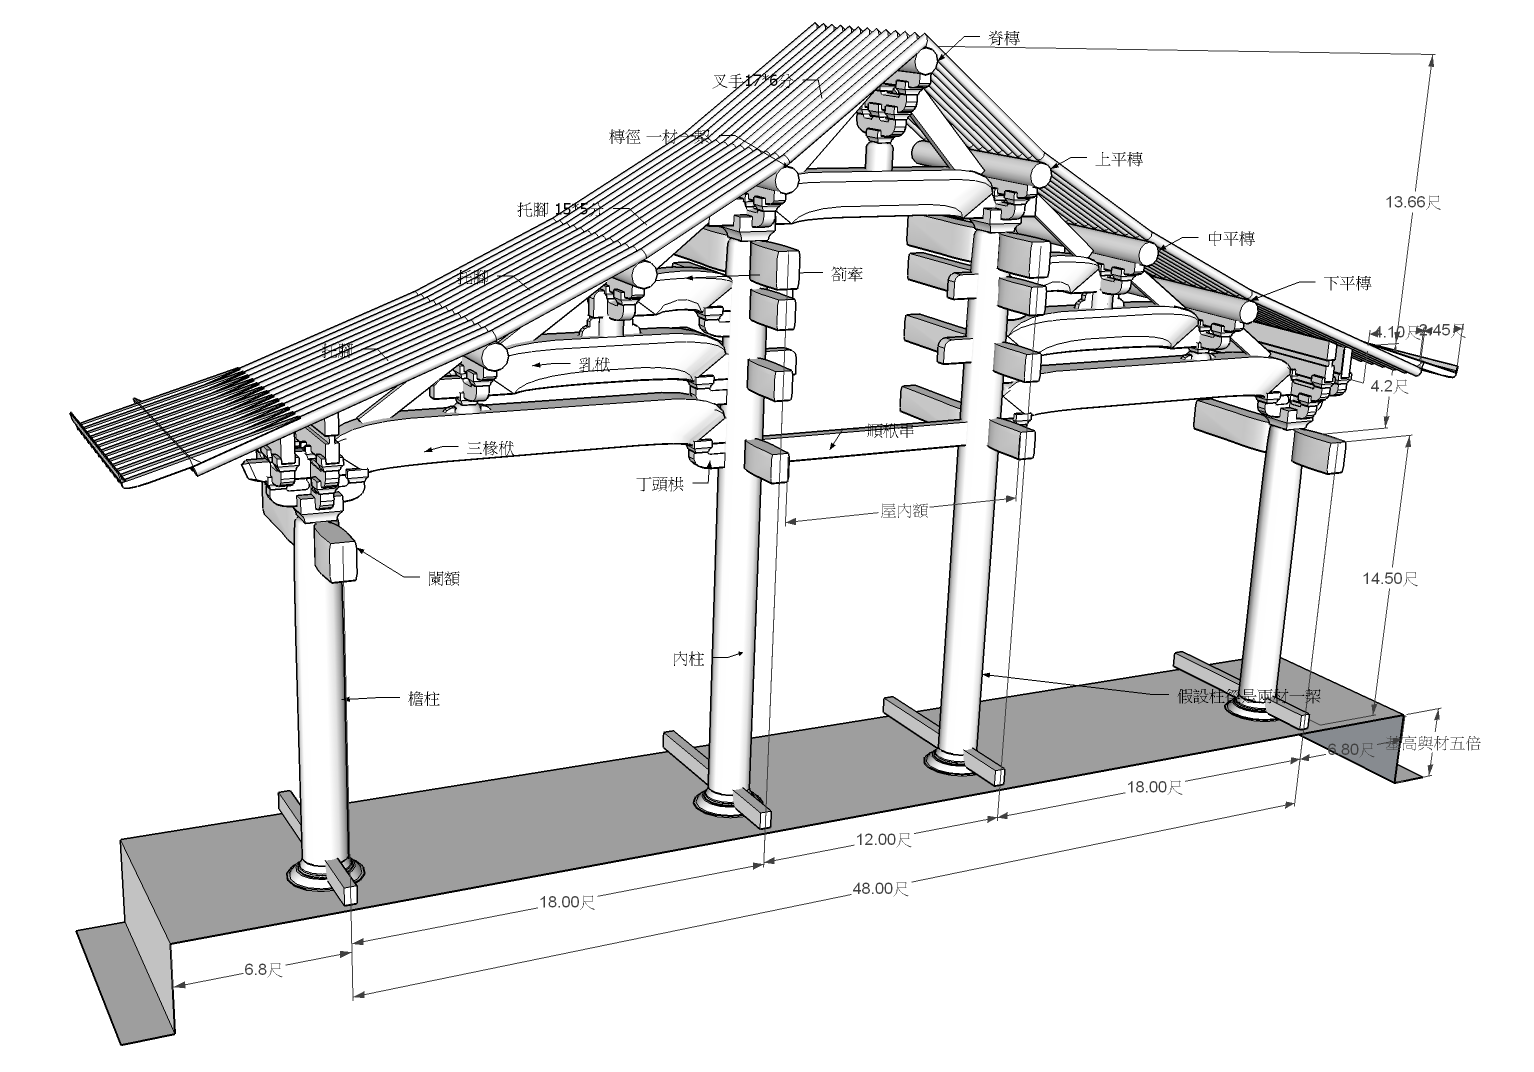 脊槫
叉手17*6分
槫徑 一材一栔
上平槫
13.66尺
托腳 15*5分
中平槫
托腳
箚牽
下平槫
托腳
4.10尺
2.45尺
乳栿
4.2尺
三椽栿
順栿串
丁頭栱
屋內額
闌額
14.50尺
內柱
檐柱
假設柱徑是兩材一栔
6.80尺
基高與材五倍
18.00尺
12.00尺
48.00尺
18.00尺
6.8尺